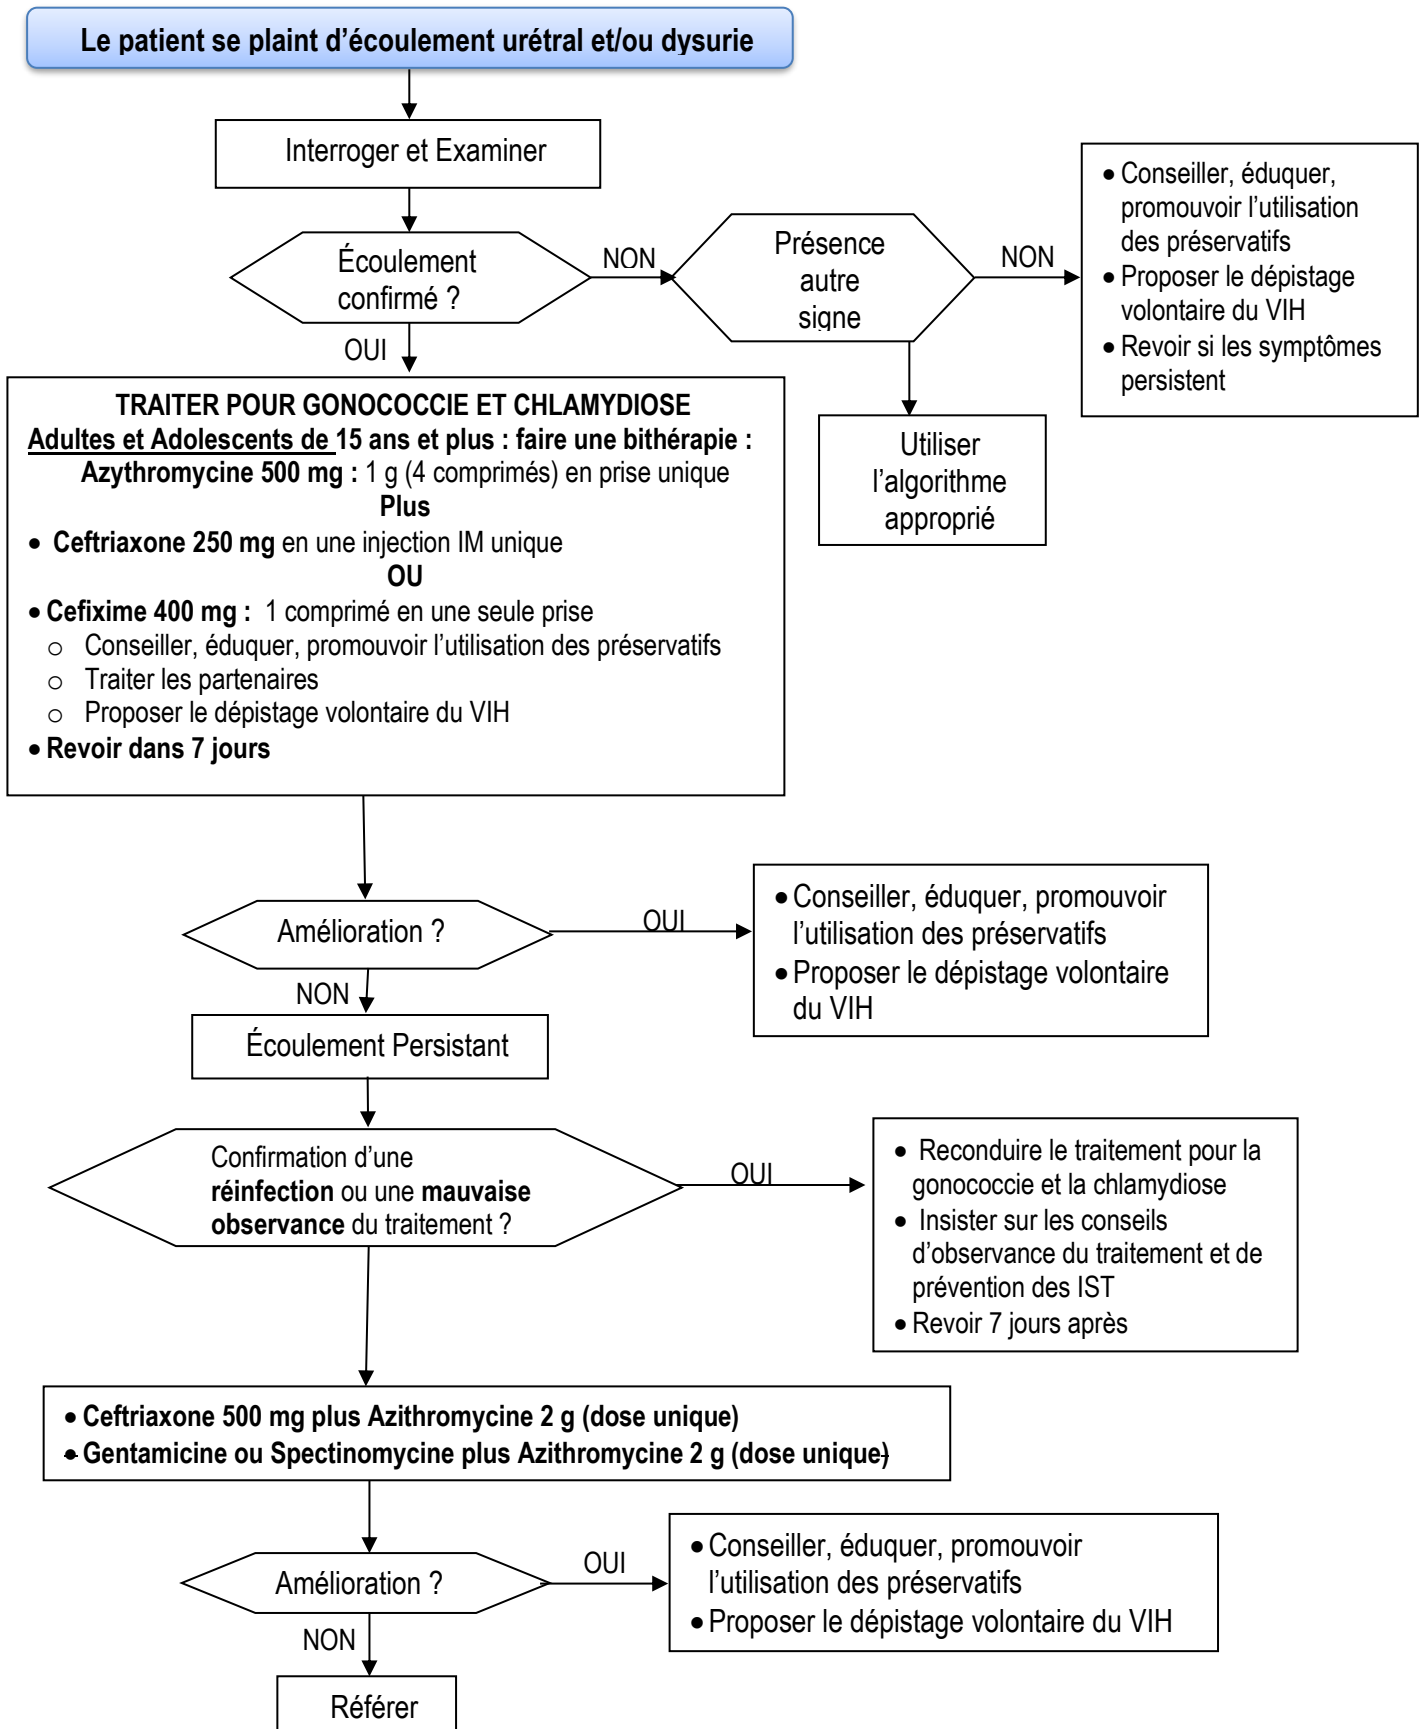 Le patient se plaint d’écoulement urétral et/ou dysurie
Interroger et Examiner
Écoulement
confirmé ?
NON
Présence
autre
signe
NON
• Conseiller, éduquer,
promouvoir l’utilisation
des préservatifs
• Proposer le dépistage
volontaire du VIH
• Revoir si les symptômes
persistent
Utiliser
l’algorithme
approprié
OUI
TRAITER POUR GONOCOCCIE ET CHLAMYDIOSE
Adultes et Adolescents de 15 ans et plus : faire une bithérapie :
Azythromycine 500 mg : 1 g (4 comprimés) en prise unique
Plus
• Ceftriaxone 250 mg en une injection IM unique
OU
• Cefixime 400 mg : 1 comprimé en une seule prise
o Conseiller, éduquer, promouvoir l’utilisation des préservatifs
o Traiter les partenaires
o Proposer le dépistage volontaire du VIH
• Revoir dans 7 jours
Amélioration ?
OUI
• Conseiller, éduquer, promouvoir
l’utilisation des préservatifs
• Proposer le dépistage volontaire
du VIH
NON
Écoulement Persistant
Confirmation d’une
réinfection ou une mauvaise
observance du traitement ?
OUI
• Reconduire le traitement pour la
gonococcie et la chlamydiose
• Insister sur les conseils
d’observance du traitement et de
prévention des IST
• Revoir 7 jours après
• Ceftriaxone 500 mg plus Azithromycine 2 g (dose unique)
• Gentamicine ou Spectinomycine plus Azithromycine 2 g (dose unique)
Amélioration ?
OUI
• Conseiller, éduquer, promouvoir
l’utilisation des préservatifs
• Proposer le dépistage volontaire du VIH
NON
Référer